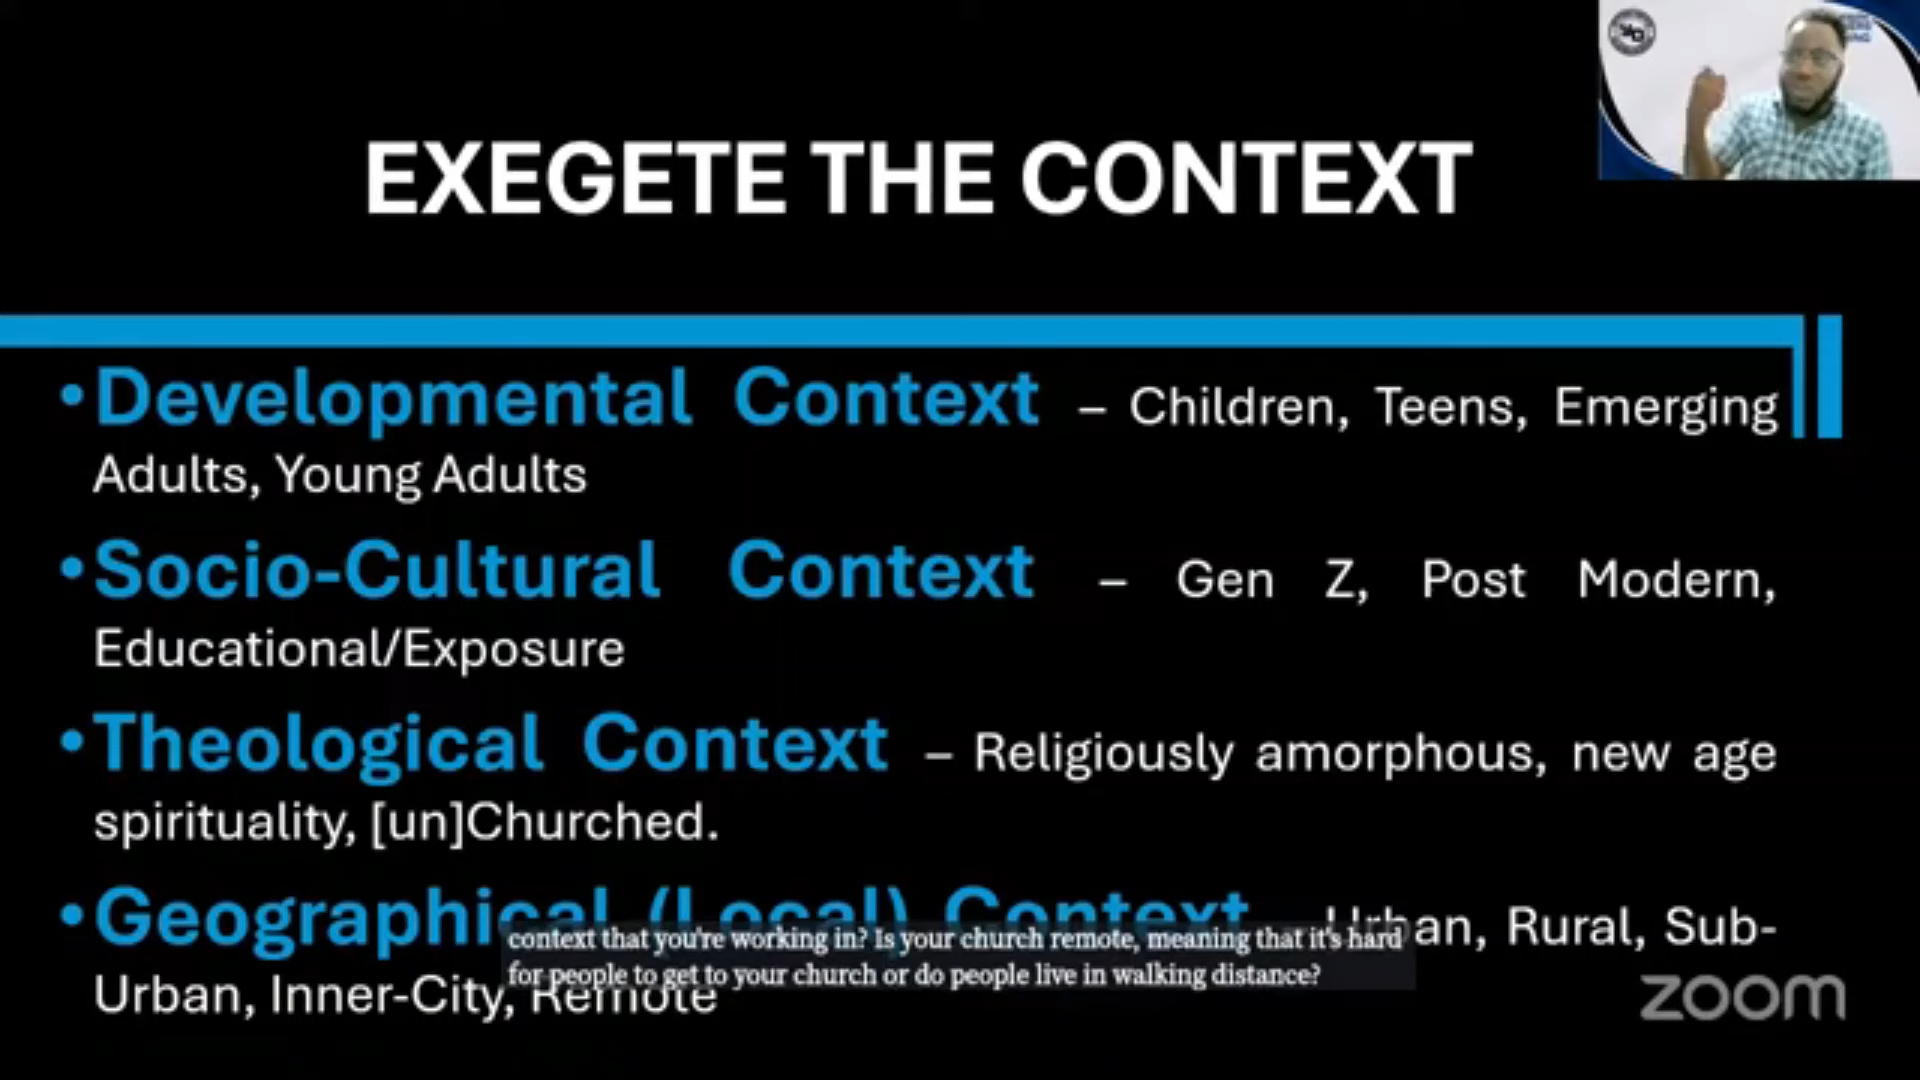 EXEGETE THE CONTEXT
•Developmental Context – Children, Teens, Emerging
Adults, Young Adults
•Socio-Cultural Context – Gen Z, Post Modern,
Educational/Exposure
•Theological Context – Religiously amorphous, new age
spirituality, [un]Churched.
•Geographical (Local) Context – Urban, Rural, Sub-
Urban, Inner-City, Remote
context that you're working in? Is your church remote, meaning that it's hard
for people to get to your church or do people live in walking distance?
zoom